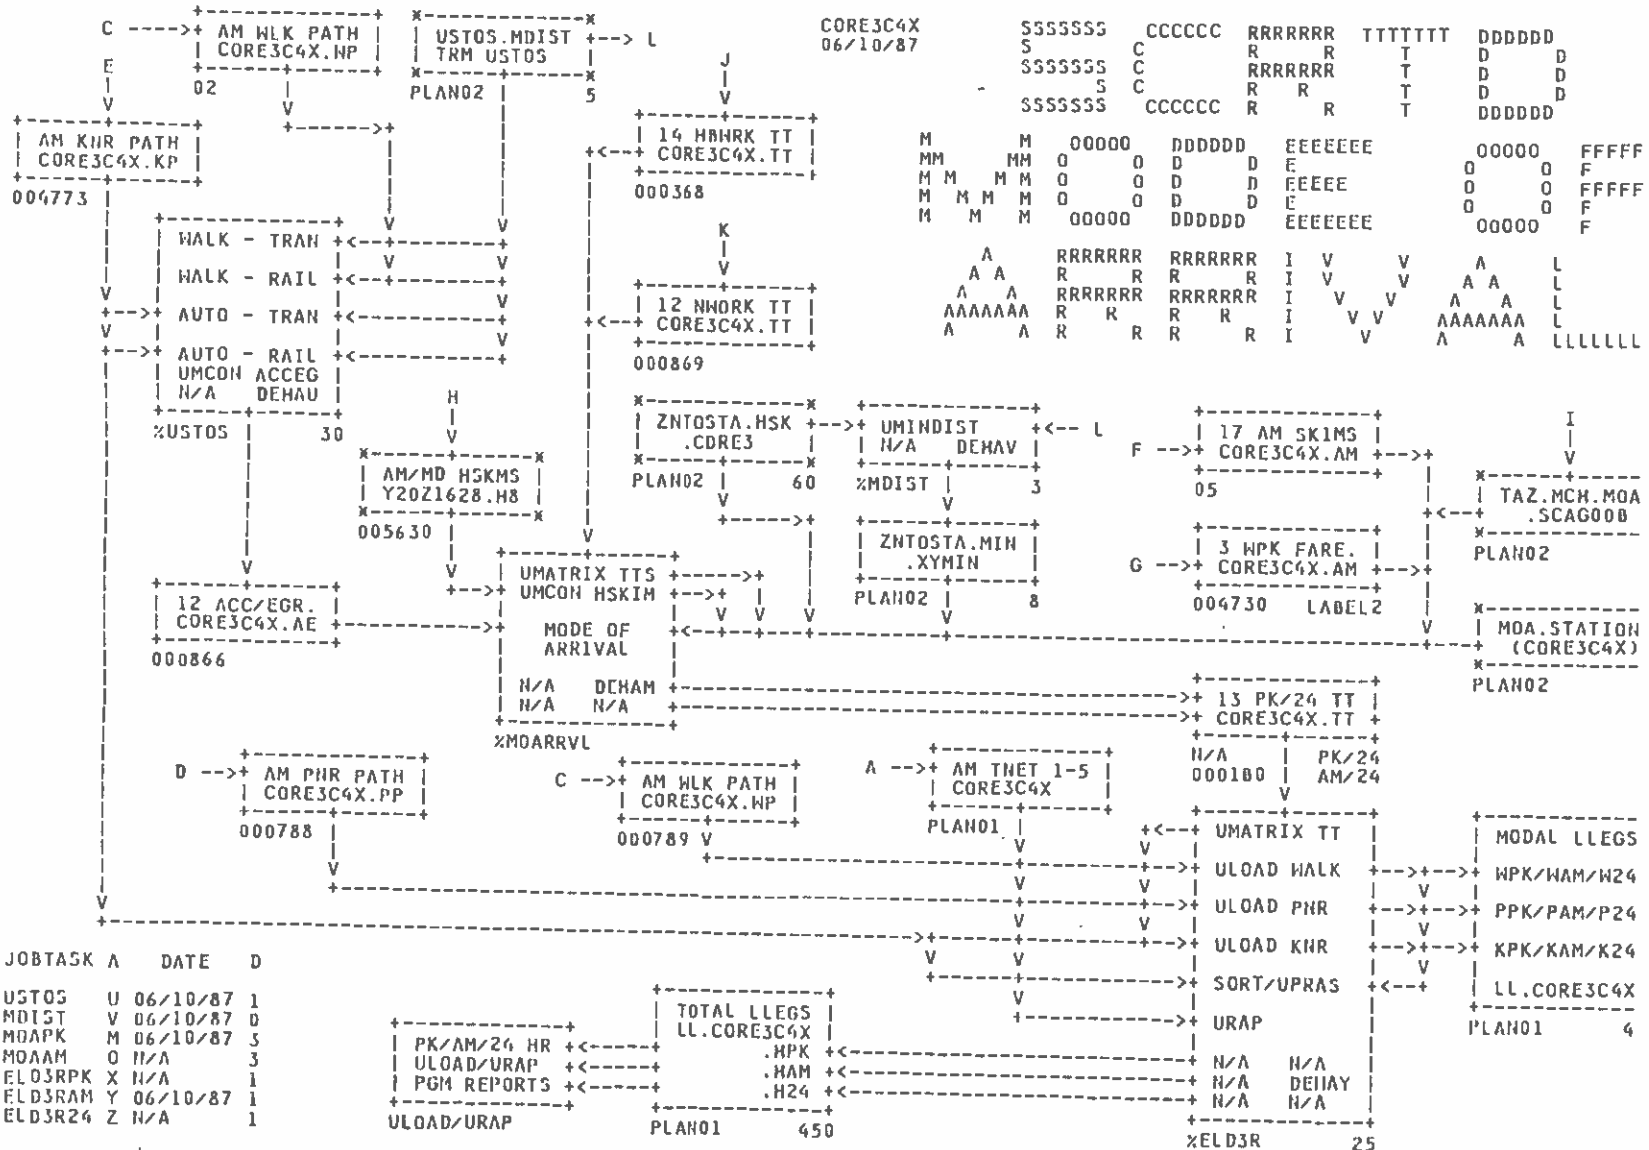 CORE3C4X
06/10/87
SCRTD
MODE OF
ARRIVAL
C
AM WLK PATH
CORE3C4X.WP
02
USTOS.MDIST
TRM USTOS
PLAN02 5
L
E
AM KNR PATH
CORE3C4X.KP
004773
J
14 HBWRK TT
CORE3C4X.TT
000368
K
12 NWORK TT
CORE3C4X.TT
000869
WALK - TRAN
WALK - RAIL
AUTO - TRAN
AUTO - RAIL
UMCON ACCEG
N/A DEHAU
%USTOS 30
H
AM/MD HSKMS
Y20Z1628.H8
005630
ZNTOSTA.HSK
.CORE3
PLAN02 60
UMINDIST
N/A DEHAV
%MDIST 3
L
F
17 AM SKIMS
CORE3C4X.AM
05
I
TAZ.MCH.MOA
.SCAG00B
PLAN02
ZNTOSTA.MIN
.XYMIN
PLAN02 8
G
3 WPK FARE.
CORE3C4X.AM
004730 LABEL2
12 ACC/EGR.
CORE3C4X.AE
000866
UMATRIX TTS
UMCON HSKIM
MODE OF
ARRIVAL
N/A DEHAM
N/A N/A
%MOARRVL
MOA.STATION
(CORE3C4X)
PLAN02
13 PK/24 TT
CORE3C4X.TT
N/A PK/24
000180 AM/24
D
AM PNR PATH
CORE3C4X.PP
000788
C
AM WLK PATH
CORE3C4X.WP
000789
A
AM TNET 1-5
CORE3C4X
PLAN01
UMATRIX TT
ULOAD WALK
ULOAD PNR
ULOAD KNR
SORT/UPRAS
URAP
N/A N/A
N/A DEHAY
N/A N/A
%ELD3R 25
MODAL LLEGS
WPK/WAM/W24
PPK/PAM/P24
KPK/KAM/K24
LL.CORE3C4X
PLAN01 4
JOBTASK A DATE D
USTOS U 06/10/87 1
MDIST V 06/10/87 0
MOAPK M 06/10/87 3
MOAAM O N/A 3
ELD3RPK X N/A 1
ELD3RAM Y 06/10/87 1
ELD3R24 Z N/A 1
PK/AM/24 HR
ULOAD/URAP
PGM REPORTS
ULOAD/URAP
TOTAL LLEGS
LL.CORE3C4X
.HPK
.HAM
.H24
PLAN01 450